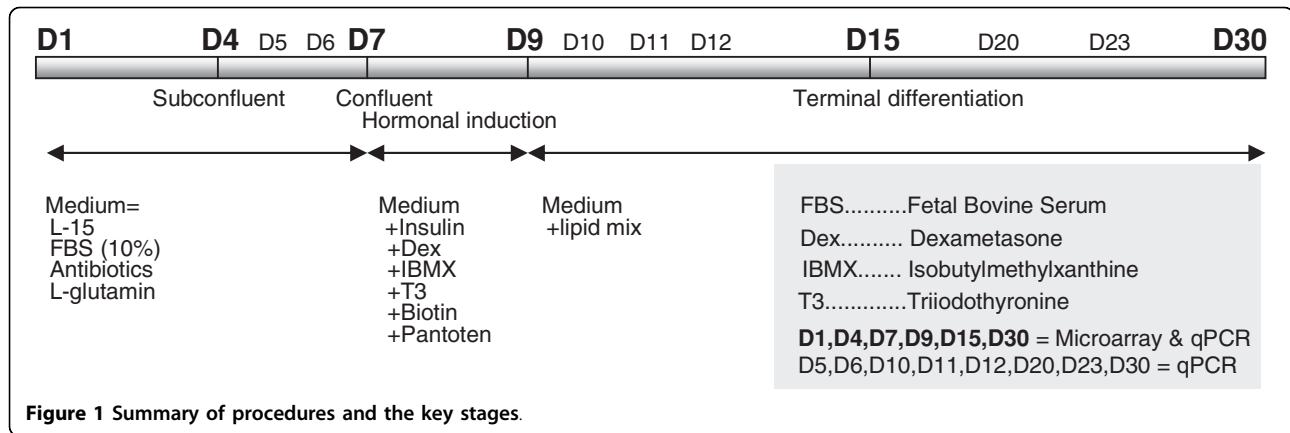 D1 D4 D5 D6 D7 D9 D10 D11 D12 D15 D20 D23 D30
Subconfluent Confluent Terminal differentiation
Hormonal induction
Medium=
L-15
FBS (10%)
Antibiotics
L-glutamin
Medium
+Insulin
+Dex
+IBMX
+T3
+Biotin
+Pantoten
Medium
+lipid mix
FBS..........Fetal Bovine Serum
Dex.......... Dexametasone
IBMX....... Isobutylmethylxanthine
T3.............Triiodothyronine
D1,D4,D7,D9,D15,D30 = Microarray & qPCR
D5,D6,D10,D11,D12,D20,D23,D30 = qPCR
Figure 1 Summary of procedures and the key stages.